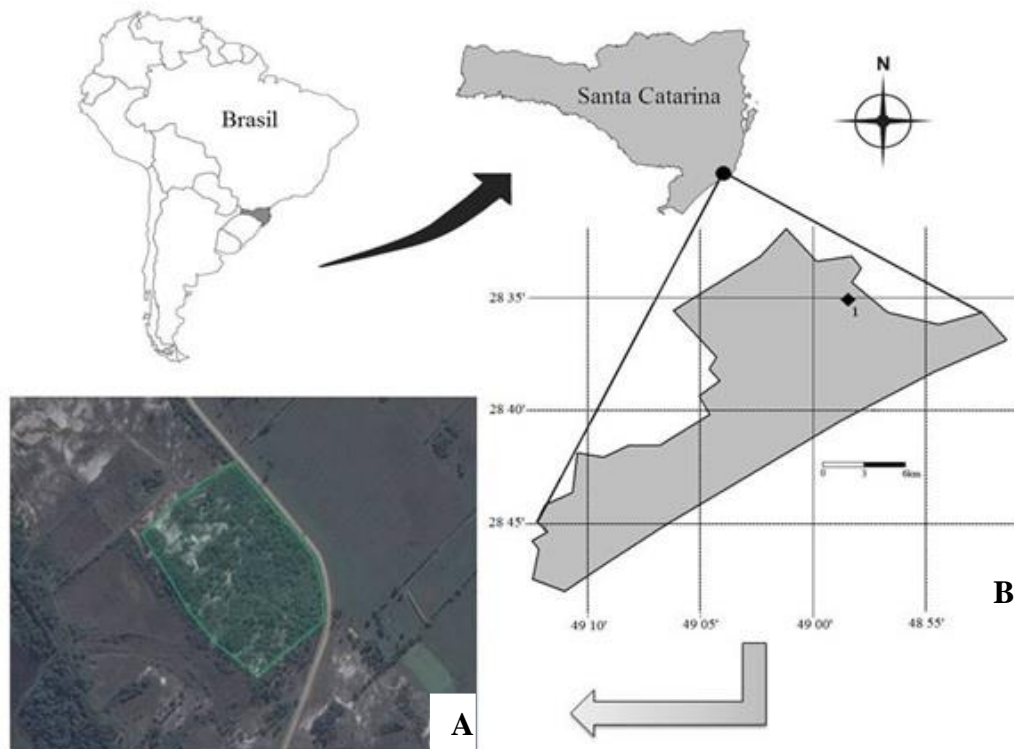 Brasil
Santa Catarina
N
28 35'
1
28 40'
0 3 6km
28 45'
B
49 10' 49 05' 49 00' 48 55'
A